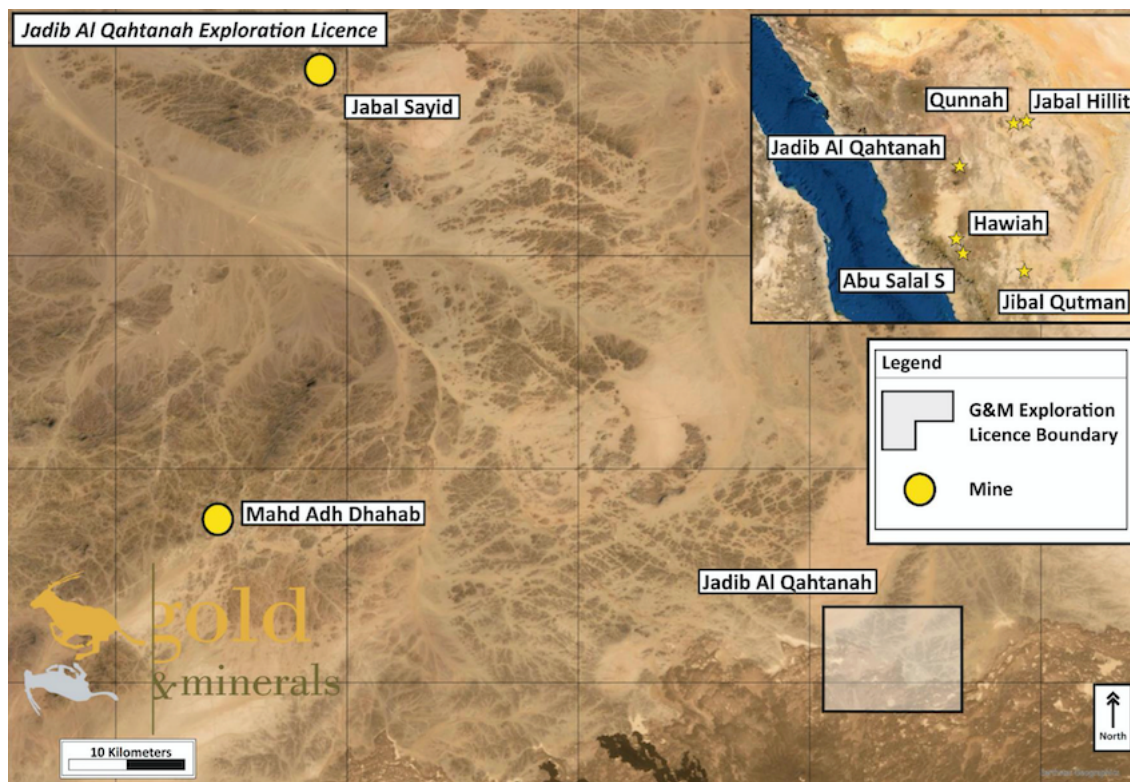 Jadib Al Qahtanah Exploration Licence
Jabal Sayid
Qunnah
Jabal Hillit
Jadib Al Qahtanah
Hawiah
Abu Salal S
Jibal Qutman
Legend
G&M Exploration
Licence Boundary
Mine
Mahd Adh Dhahab
Jadib Al Qahtanah
gold
&minerals
10 Kilometers
North